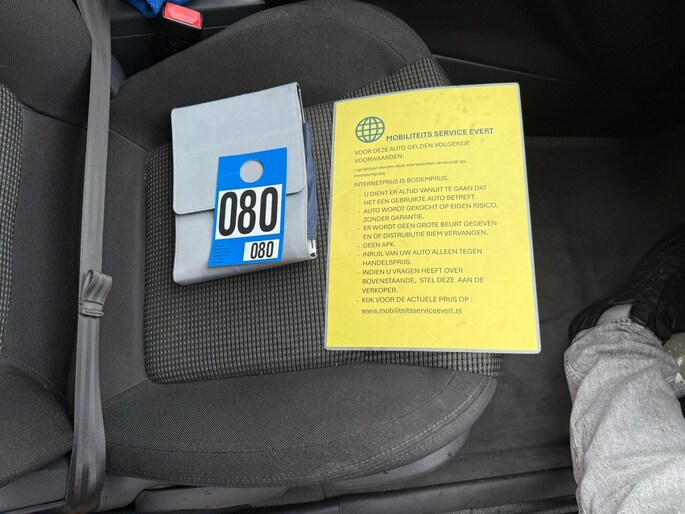 080
080
MOBILITEITS SERVICE EVERT
VOOR DEZE AUTO GELDEN VOLGENDE
VOORWAARDEN:
INTERNETPRIJS IS BODEMPRIJS.
- U DIENT ER ALTIJD VANUIT TE GAAN DAT
HET EEN GEBRUIKTE AUTO BETREFT
- AUTO WORDT GEKOCHT OP EIGEN RISICO,
ZONDER GARANTIE.
- ER WORDT GEEN GROTE BEURT GEGEVEN
EN OF DISTRUBUTIE RIEM VERVANGEN.
- GEEN APK.
- INRUIL VAN UW AUTO ALLEEN TEGEN
HANDELSPRIJS.
- INDIEN U VRAGEN HEEFT OVER
BOVENSTAANDE, STEL DEZE AAN DE
VERKOPER.
- KIJK VOOR DE ACTUELE PRIJS OP :
www.mobiliteitsserviceevert.nl